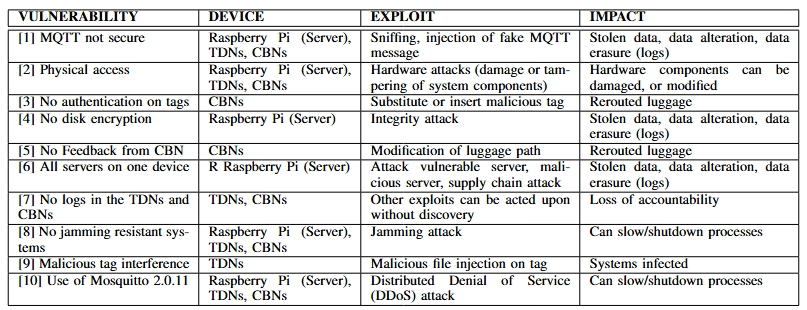 VULNERABILITY DEVICE EXPLOIT IMPACT
[1] MQTT not secure Raspberry Pi (Server), Sniffing, injection of fake MQTT Stolen data, data alteration, data
TDNs, CBNs message erasure (logs)
[2] Physical access Raspberry Pi (Server), Hardware attacks (damage or tam- Hardware components can be
TDNs, CBNs pering of system components) damaged, or modified
[3] No authentication on tags CBNs Substitute or insert malicious tag Rerouted luggage
[4] No disk encryption Raspberry Pi (Server) Integrity attack Stolen data, data alteration, data
erasure (logs)
[5] No Feedback from CBN CBNs Modification of luggage path Rerouted luggage
[6] All servers on one device R Raspberry Pi (Server) Attack vulnerable server, mali- Stolen data, data alteration, data
cious server, supply chain attack erasure (logs)
[7] No logs in the TDNs and TDNs, CBNs Other exploits can be acted upon Loss of accountability
CBNs without discovery
[8] No jamming resistant sys- Raspberry Pi (Server), Jamming attack Can slow/shutdown processes
tems TDNs, CBNs
[9] Malicious tag interference TDNs Malicious file injection on tag Systems infected
[10] Use of Mosquitto 2.0.11 Raspberry Pi (Server), Distributed Denial of Service Can slow/shutdown processes
TDNs, CBNs (DDoS) attack